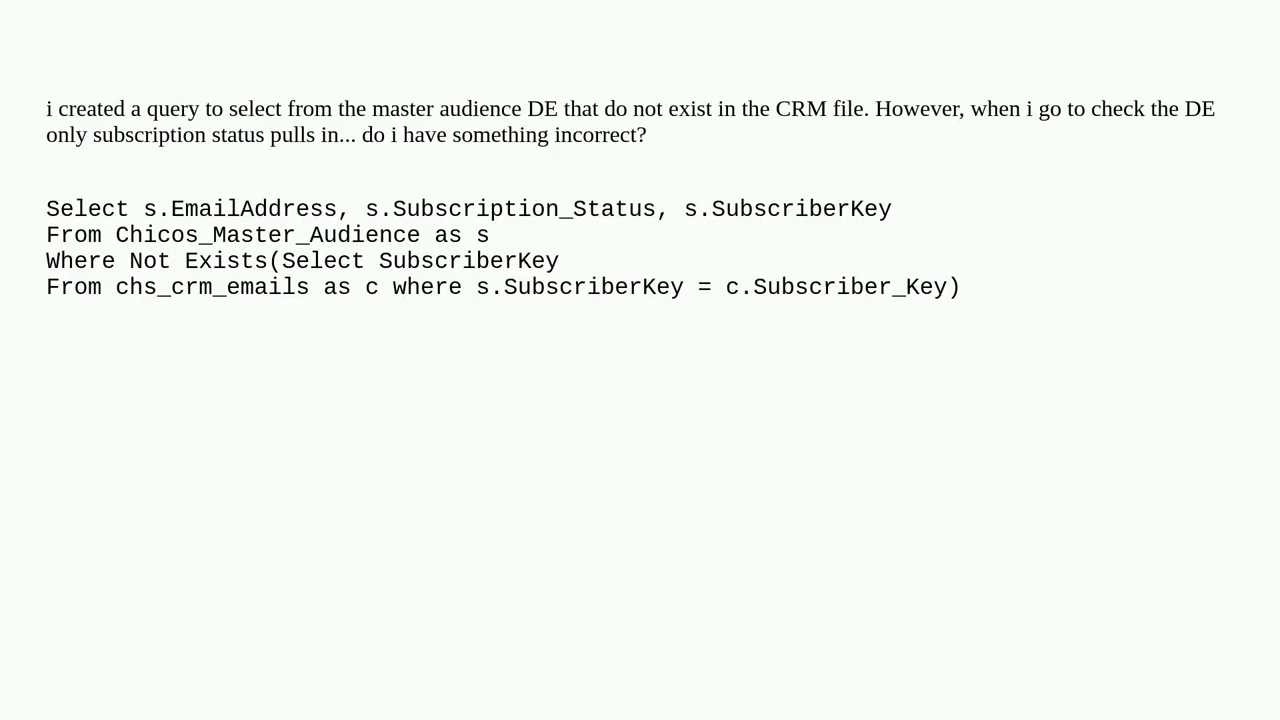 i created a query to select from the master audience DE that do not exist in the CRM file. However, when i go to check the DE
only subscription status pulls in... do i have something incorrect?
Select s.EmailAddress, s.Subscription_Status, s.SubscriberKey
From Chicos_Master_Audience as s
Where Not Exists(Select SubscriberKey
From chs_crm_emails as c where s.SubscriberKey = c.Subscriber_Key)